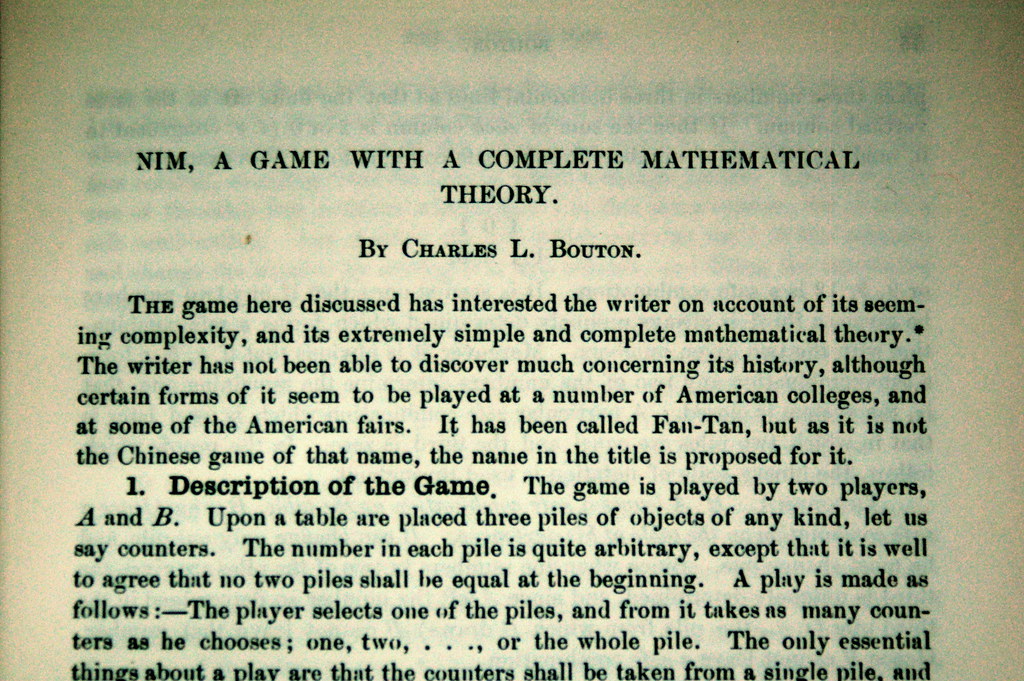 NIM, A GAME WITH A COMPLETE MATHEMATICAL
THEORY.
By Charles L. Bouton.
The game here discussed has interested the writer on account of its seem-
ing complexity, and its extremely simple and complete mathematical theory.*
The writer has not been able to discover much concerning its history, although
certain forms of it seem to be played at a number of American colleges, and
at some of the American fairs. It has been called Fan-Tan, but as it is not
the Chinese game of that name, the name in the title is proposed for it.
1. Description of the Game. The game is played by two players,
A and B. Upon a table are placed three piles of objects of any kind, let us
say counters. The number in each pile is quite arbitrary, except that it is well
to agree that no two piles shall be equal at the beginning. A play is made as
follows:—The player selects one of the piles, and from it takes as many coun-
ters as he chooses; one, two, . . ., or the whole pile. The only essential
things about a play are that the counters shall be taken from a single pile, and